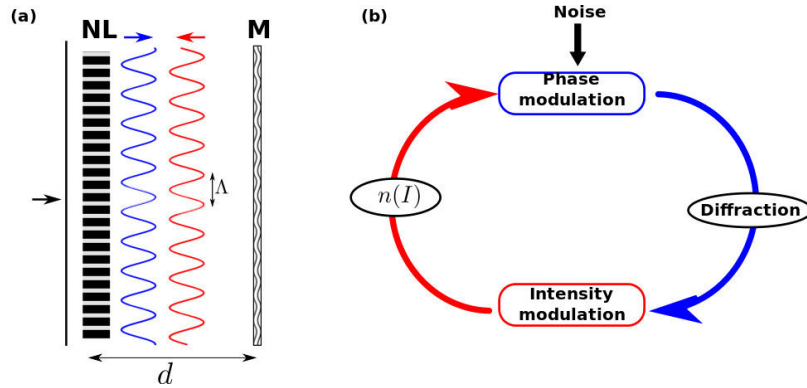 (a)
NL
M
Λ
d
(b)
Noise
Phase
modulation
n(I)
Diffraction
Intensity
modulation